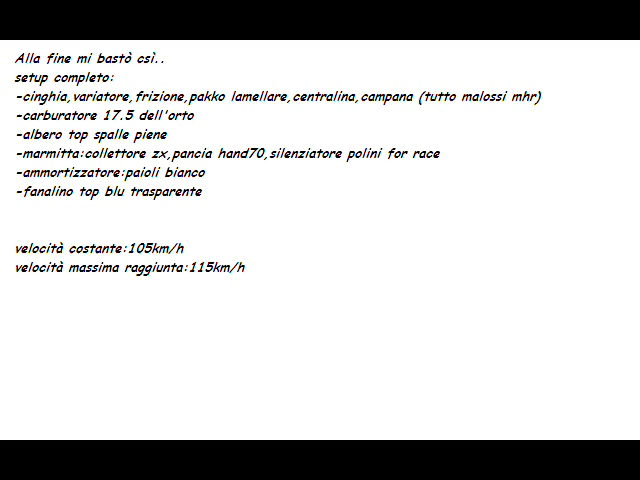 Alla fine mi bastò csì..
setup completo:
-cinghia,variatore,frizione,pakko lamellare,centralina,campana (tutto malossi mhr)
-carburatore 17.5 dell'orto
-albero top spalle piene
-marmitta:collettore zx,pancia hand70,silenziatore polini for race
-ammortizzatore:paioli bianco
-fanalino top blu trasparente
velocità costante:105km/h
velocità massima raggiunta:115km/h